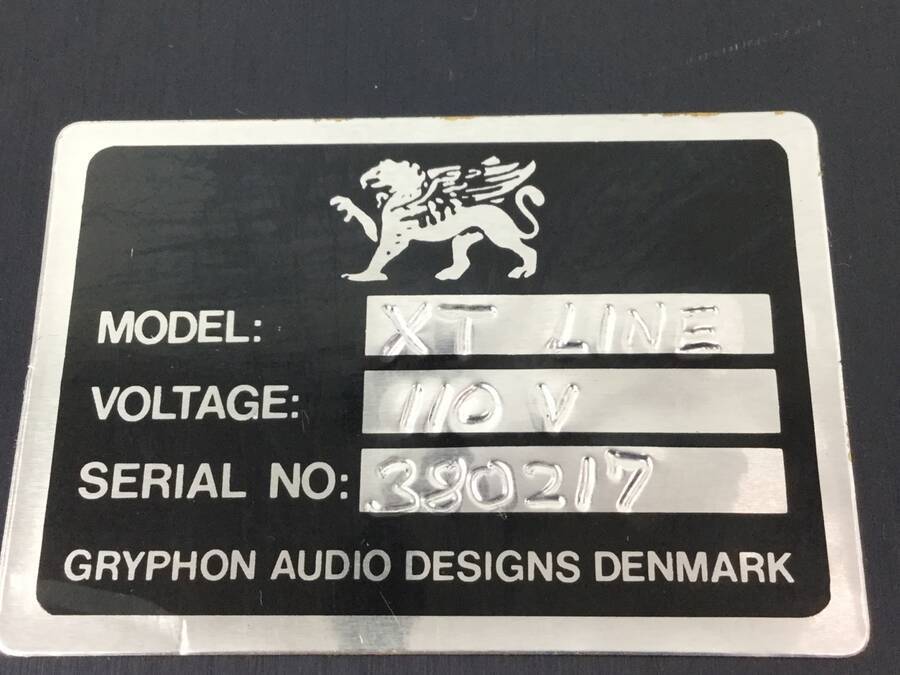 MODEL: XT LINE
VOLTAGE: 110 V
SERIAL NO: 380217
GRYPHON AUDIO DESIGNS DENMARK